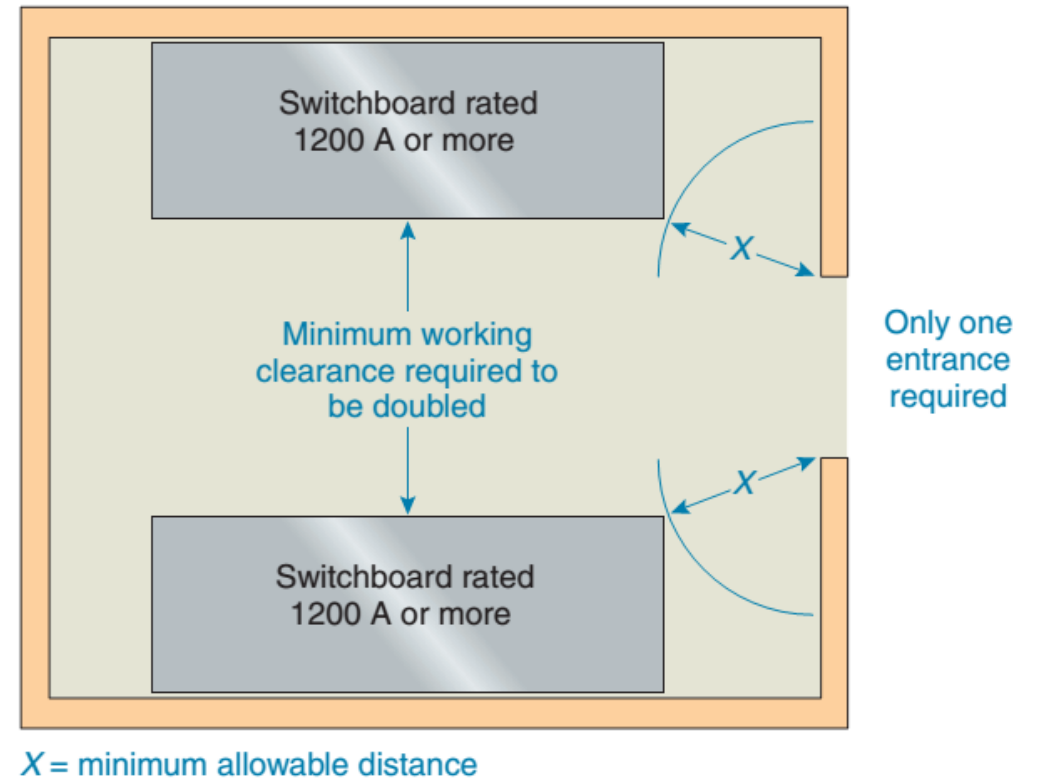 Switchboard rated
1200 A or more
X
Minimum working
clearance required to
be doubled
Only one
entrance
required
X
Switchboard rated
1200 A or more
X = minimum allowable distance